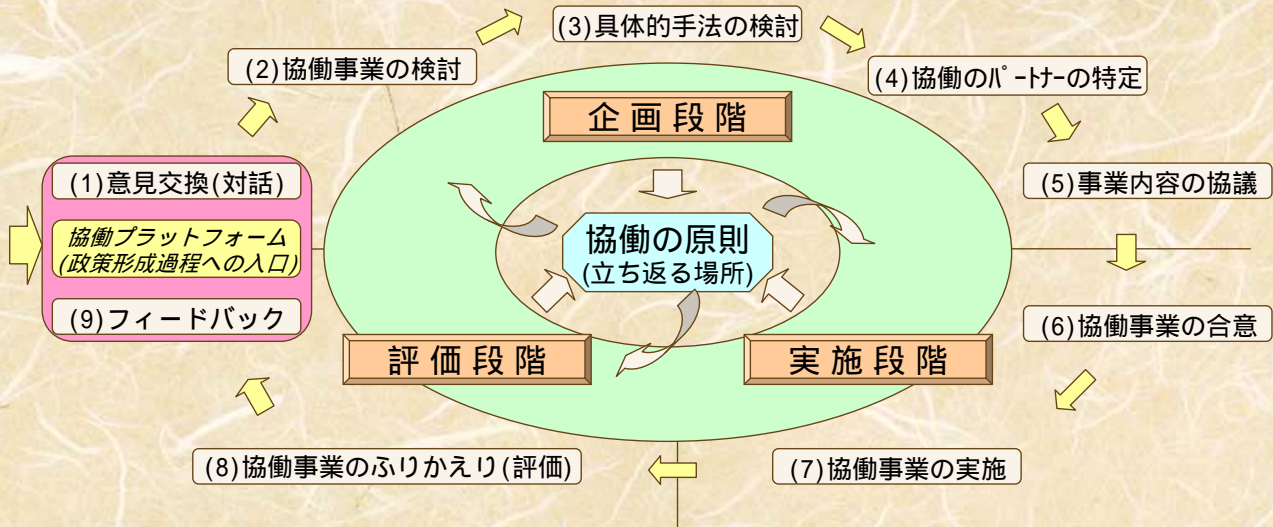 (3)具体的手法の検討
(2)協働事業の検討
(4)協働のﾊﾟｰﾄﾅｰの特定
企画段階
(1)意見交換(対話)
(5)事業内容の協議
協働プラットフォーム
(政策形成過程への入口)
協働の原則
(立ち返る場所)
(9)フィードバック
(6)協働事業の合意
評価段階
実施段階
(8)協働事業のふりかえり(評価)
(7)協働事業の実施